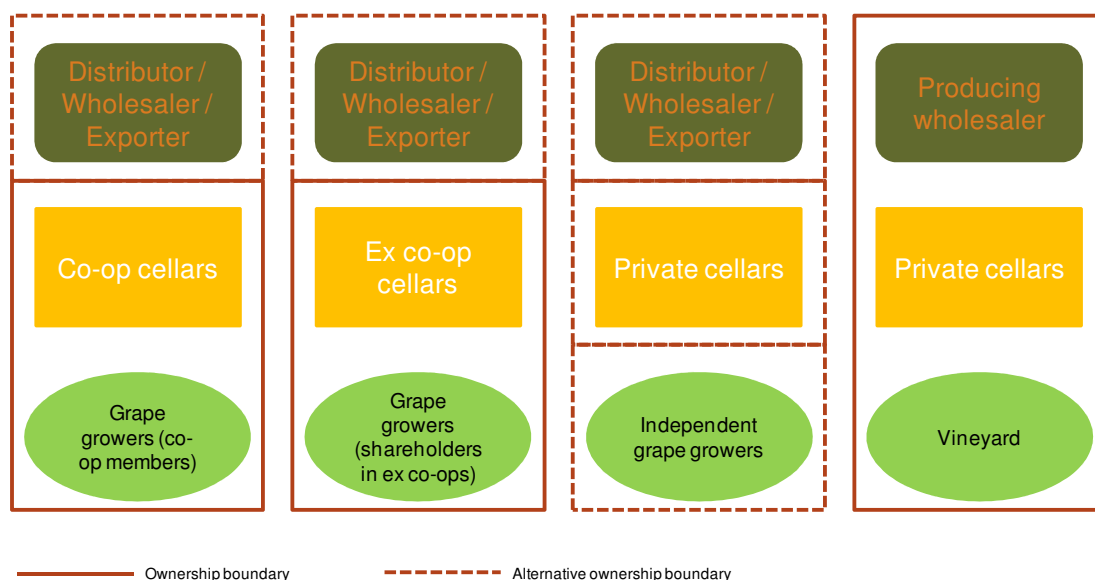 Distributor /
Wholesaler /
Exporter
Distributor /
Wholesaler /
Exporter
Distributor /
Wholesaler /
Exporter
Producing
wholesaler
Co-op cellars
Ex co-op
cellars
Private cellars
Private cellars
Grape
growers (co-
op members)
Grape
growers
(shareholders
in ex co-ops)
Independent
grape growers
Vineyard
Ownership boundary
Alternative ownership boundary